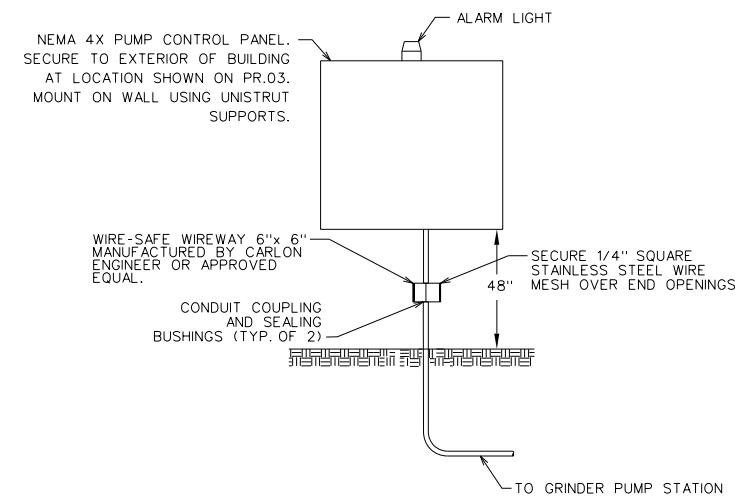 ALARM LIGHT
NEMA 4X PUMP CONTROL PANEL.
SECURE TO EXTERIOR OF BUILDING
AT LOCATION SHOWN ON PR.03.
MOUNT ON WALL USING UNISTRUT
SUPPORTS.
WIRE-SAFE WIREWAY 6"x 6"
MANUFACTURED BY CARLON
ENGINEER OR APPROVED
EQUAL.
SECURE 1/4" SQUARE
STAINLESS STEEL WIRE
MESH OVER END OPENINGS
48"
CONDUIT COUPLING
AND SEALING
BUSHINGS (TYP. OF 2)
TO GRINDER PUMP STATION